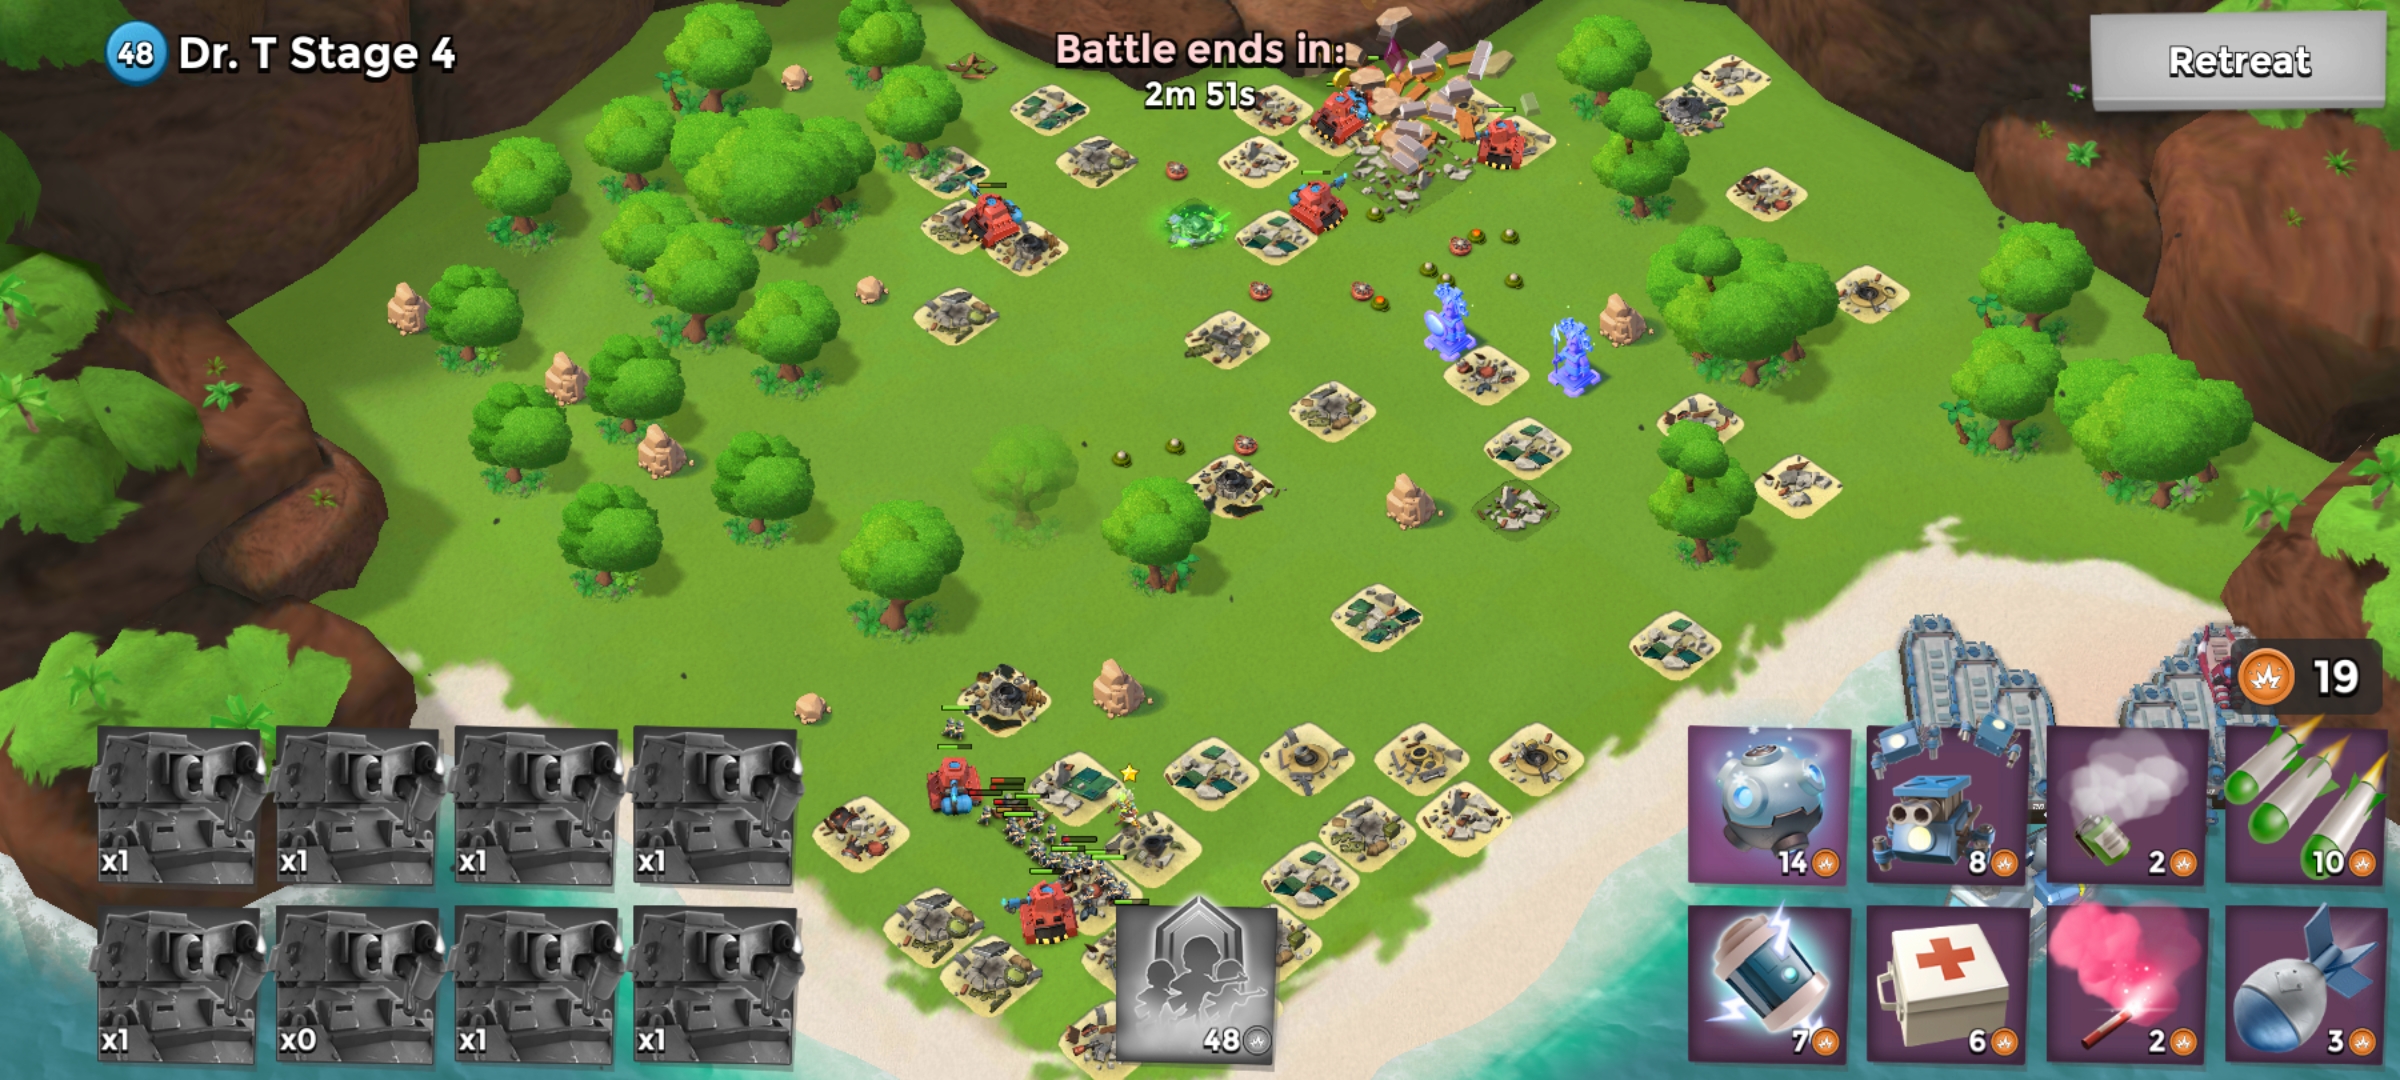 48 Dr. T Stage 4
Battle ends in:
2m 51s
Retreat
19
x1 x1 x1 x1
14 8 2 10
x1 x0 x1 x1
48
7 6 2 3